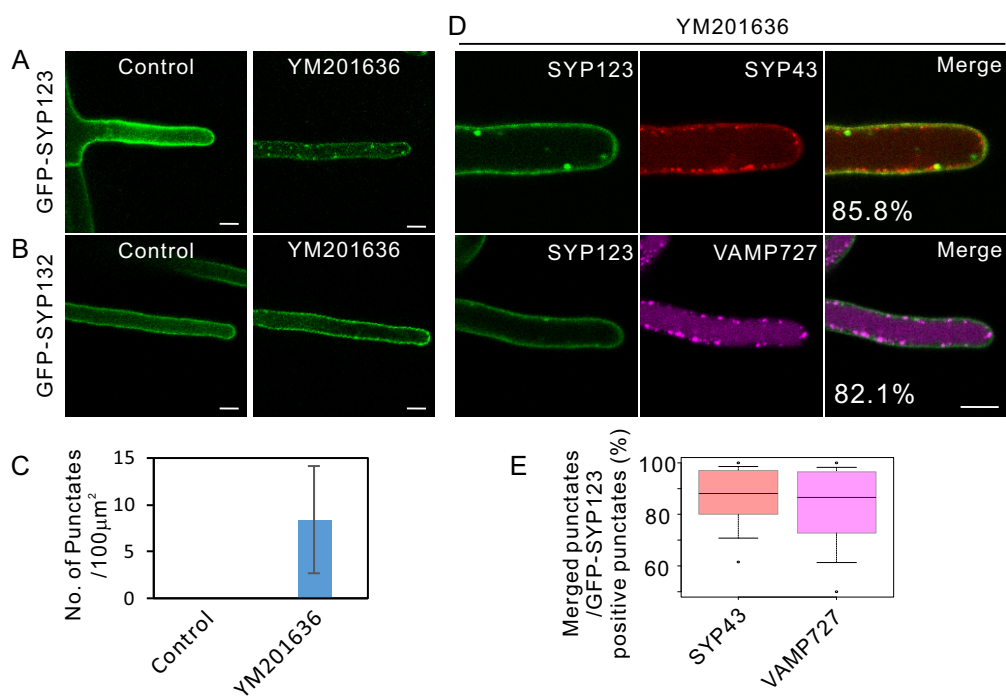 A
GFP-SYP123
Control
YM201636
B
GFP-SYP132
Control
YM201636
C
No. of Punctates
/100μm²
15
10
5
0
Control
YM201636
D
YM201636
SYP123
SYP43
Merge
85.8%
SYP123
VAMP727
Merge
82.1%
E
Merged punctates
/GFP-SYP123
positive punctates (%)
100
80
60
SYP43
VAMP727